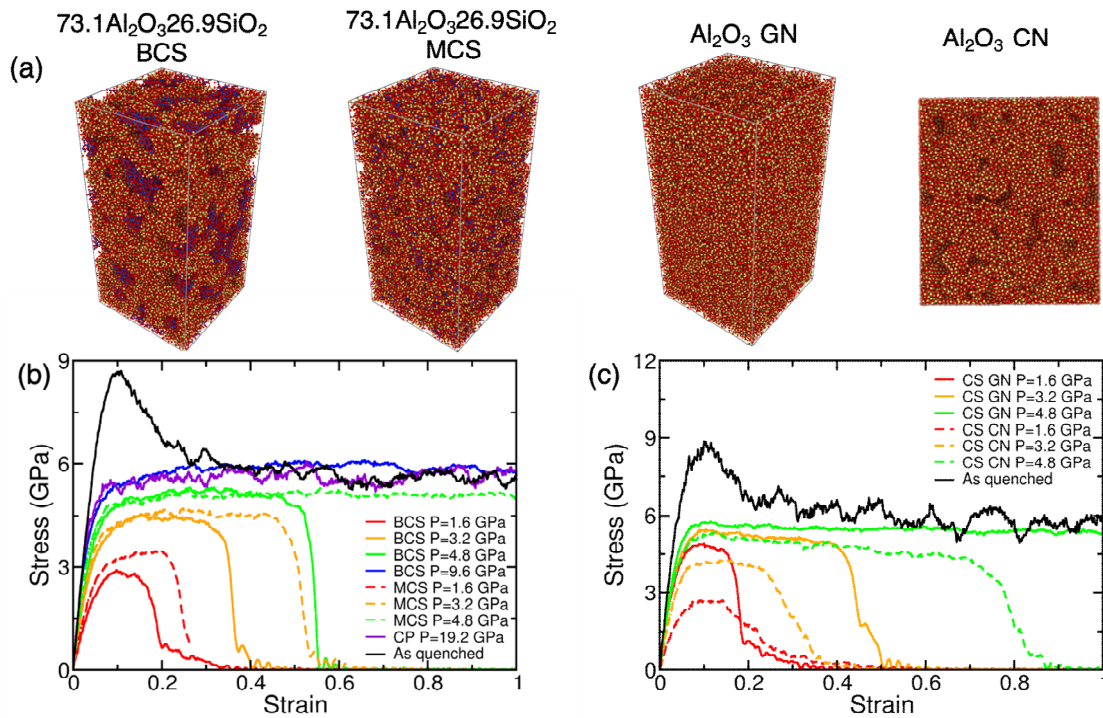 73.1Al₂O₃26.9SiO₂
BCS
73.1Al₂O₃26.9SiO₂
MCS
Al₂O₃ GN
Al₂O₃ CN
(a)
(b)
9
6
3
0
Stress (GPa)
0
0.2
0.4
0.6
0.8
1
Strain
BCS P=1.6 GPa
BCS P=3.2 GPa
BCS P=4.8 GPa
BCS P=9.6 GPa
MCS P=1.6 GPa
MCS P=3.2 GPa
MCS P=4.8 GPa
CP P=19.2 GPa
As quenched
(c)
12
9
6
3
0
Stress (GPa)
0
0.2
0.4
0.6
0.8
1
Strain
CS GN P=1.6 GPa
CS GN P=3.2 GPa
CS GN P=4.8 GPa
CS CN P=1.6 GPa
CS CN P=3.2 GPa
CS CN P=4.8 GPa
As quenched